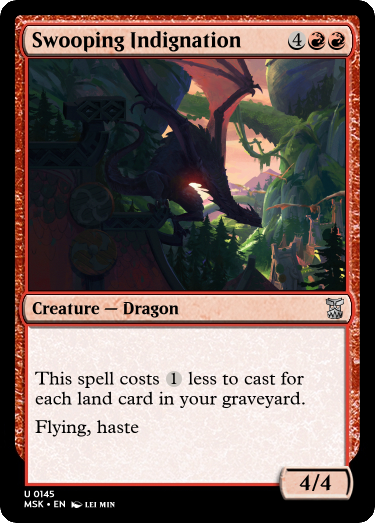 Swooping Indignation 4
Creature — Dragon
This spell costs 1 less to cast for
each land card in your graveyard.
Flying, haste
4/4
U 0145
MSK • EN LEI MIN